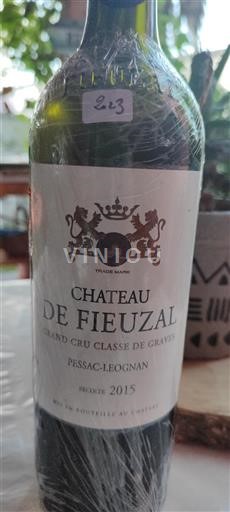 223
VINIOU
TRADE MARK
CHATEAU
DE FIEUZAL
GRAND CRU CLASSE DE GRAVES
PESSAC-LEOGNAN
RECOLTE 2015
MIS EN BOUTEILLE AU CHATEAU